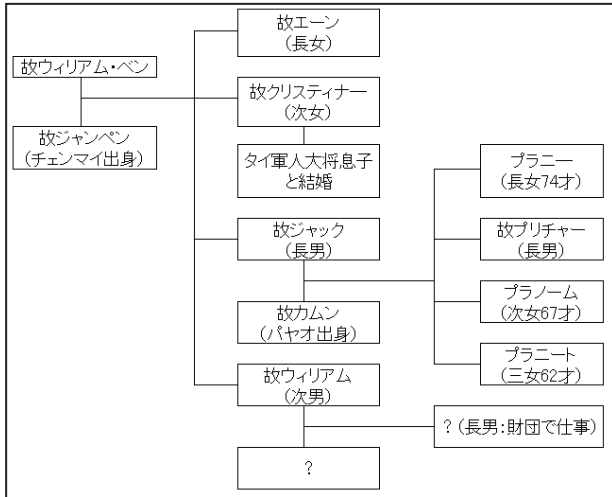 故エーン
(長女)
故ウィリアム・ベン
故クリスティナー
(次女)
故ジャンペン
(チェンマイ出身)
タイ軍人大将息子
と結婚
プラニー
(長女74才)
故ジャック
(長男)
故プリチャー
(長男)
故カムン
(パヤオ出身)
プラノーム
(次女67才)
プラニート
(三女62才)
故ウィリアム
(次男)
?(長男:財団で仕事)
?